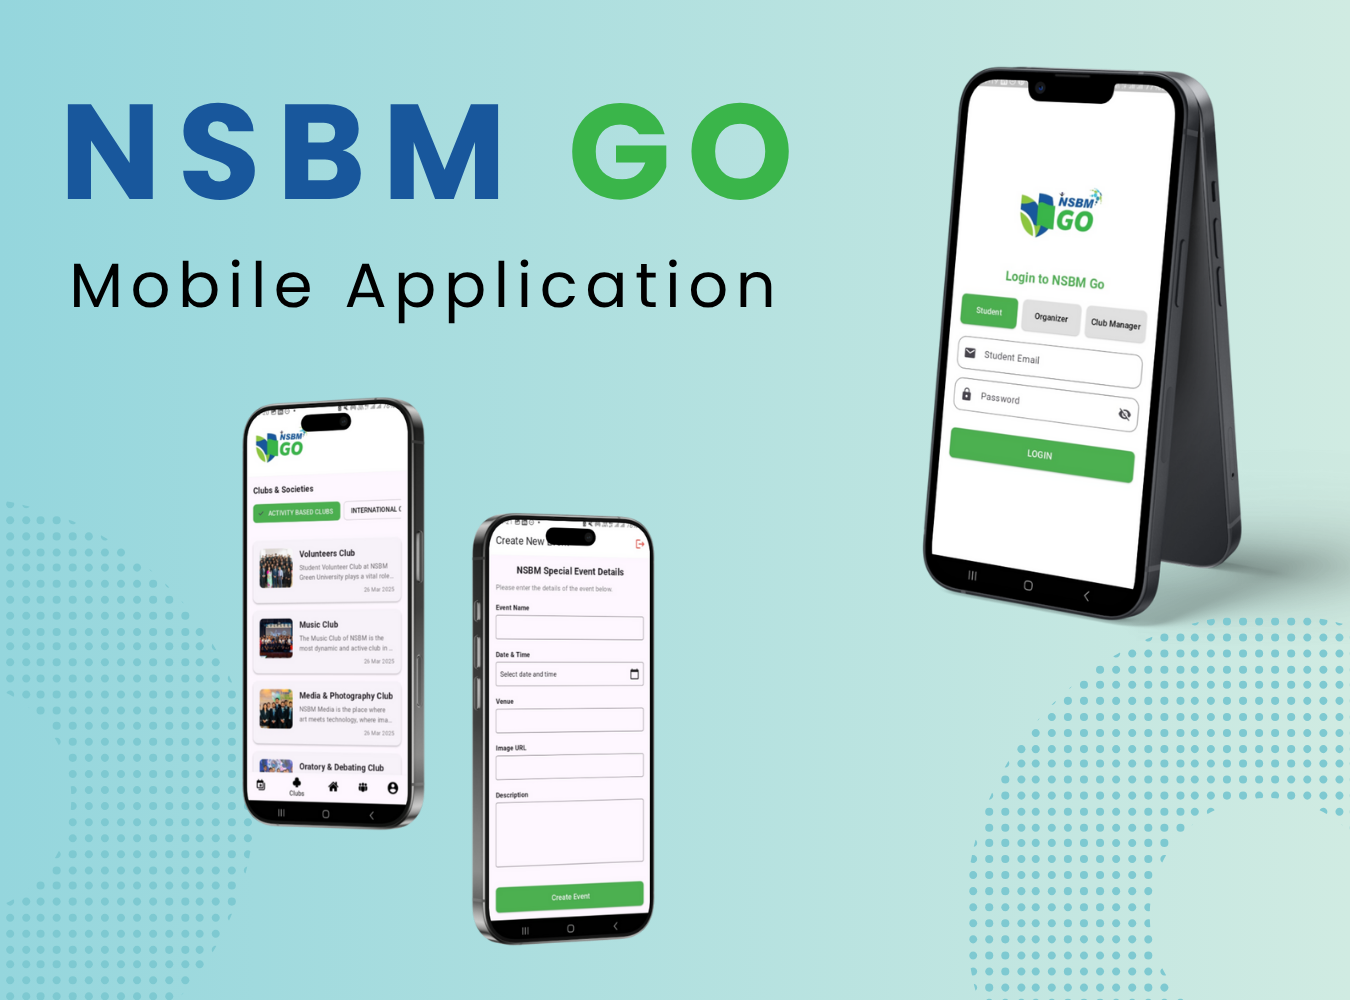 NSBM GO
Mobile Application
NSBM
GO
Login to NSBM Go
Student
Organizer
Club Manager
Student Email
Password
LOGIN
NSBM
GO
Clubs & Societies
ACTIVITY BASED CLUBS
INTERNATIONAL C
Volunteers Club
Student Volunteer Club at NSBM
Green University plays a vital role...
26 Mar 2025
Music Club
The Music Club of NSBM is the
most dynamic and active club in...
26 Mar 2025
Media & Photography Club
NSBM Media is the place where
art meets technology, where ima...
26 Mar 2025
Oratory & Debating Club
Clubs
Create New
NSBM Special Event Details
Please enter the details of the event below.
Event Name
Date & Time
Select date and time
Venue
Image URL
Description
Create Event